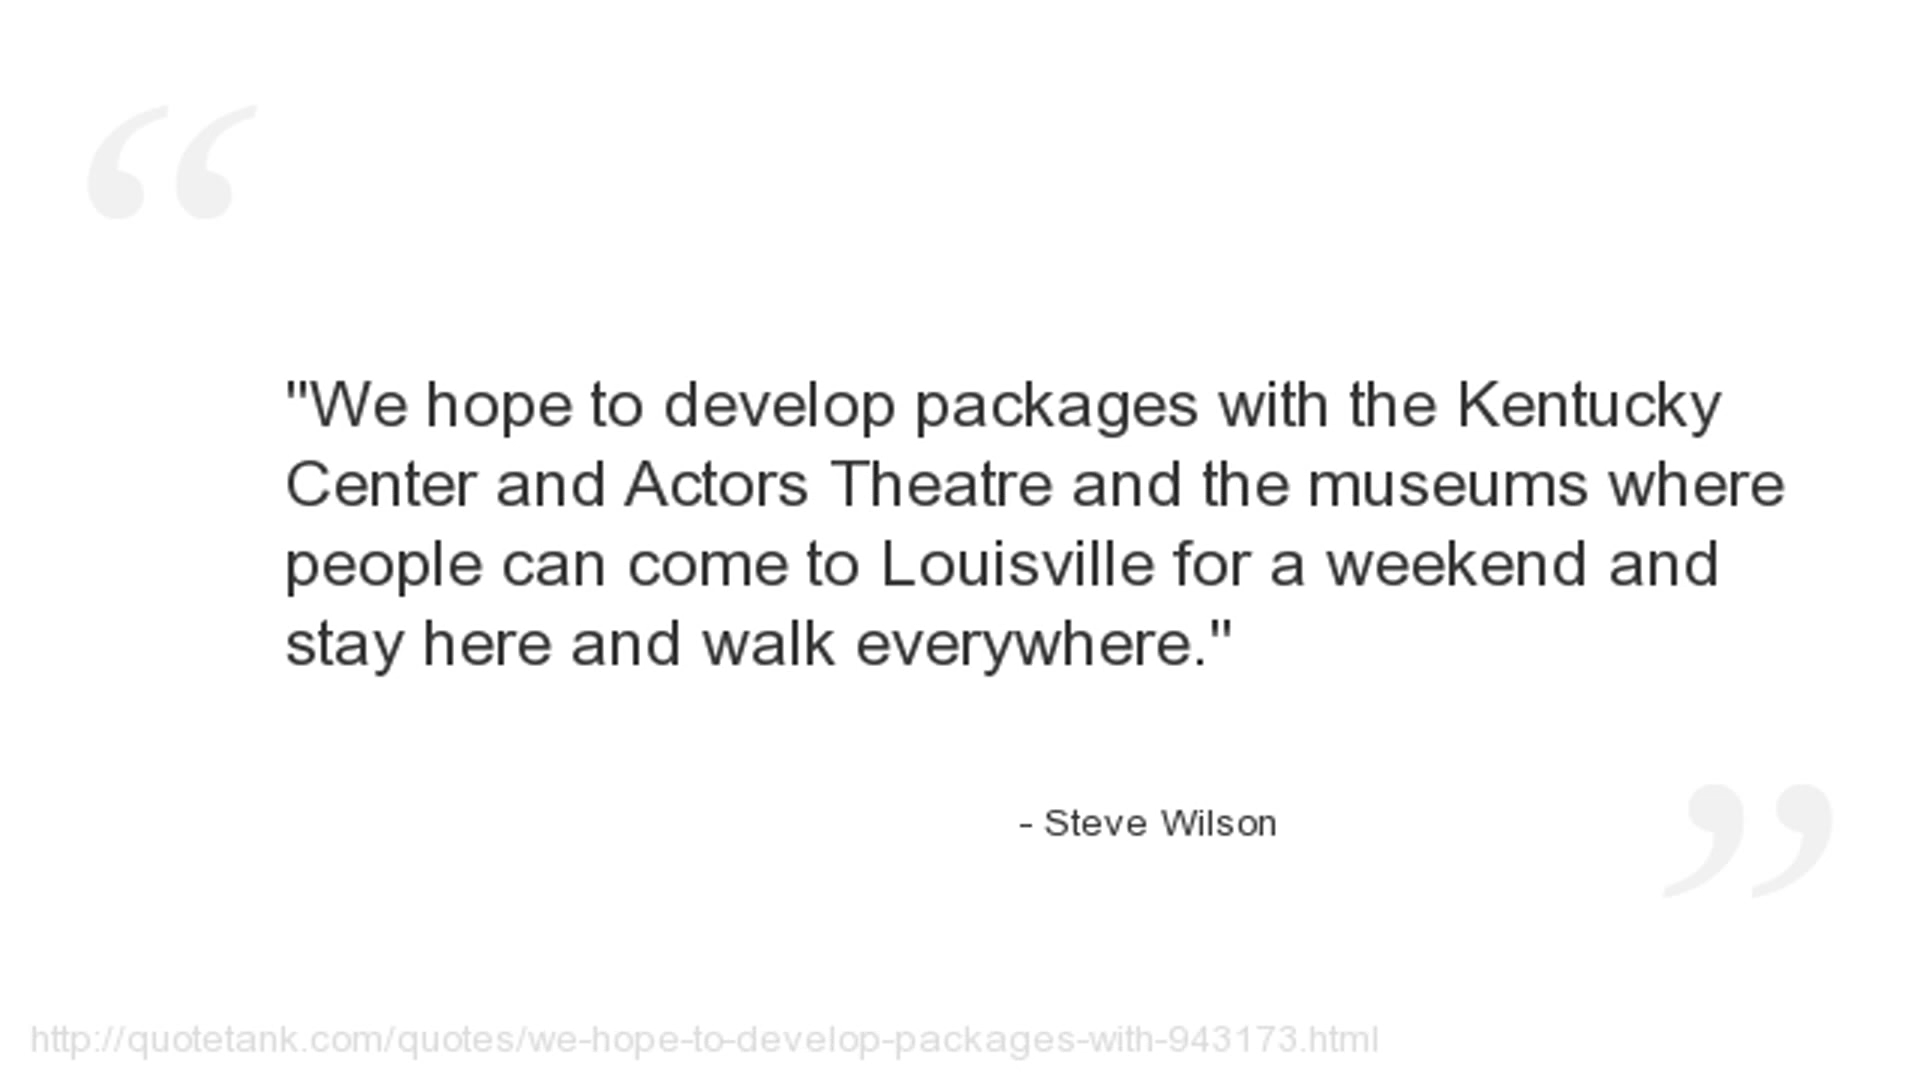 "We hope to develop packages with the Kentucky
Center and Actors Theatre and the museums where
people can come to Louisville for a weekend and
stay here and walk everywhere."
- Steve Wilson
http://quotetank.com/quotes/we-hope-to-develop-packages-with-943173.html